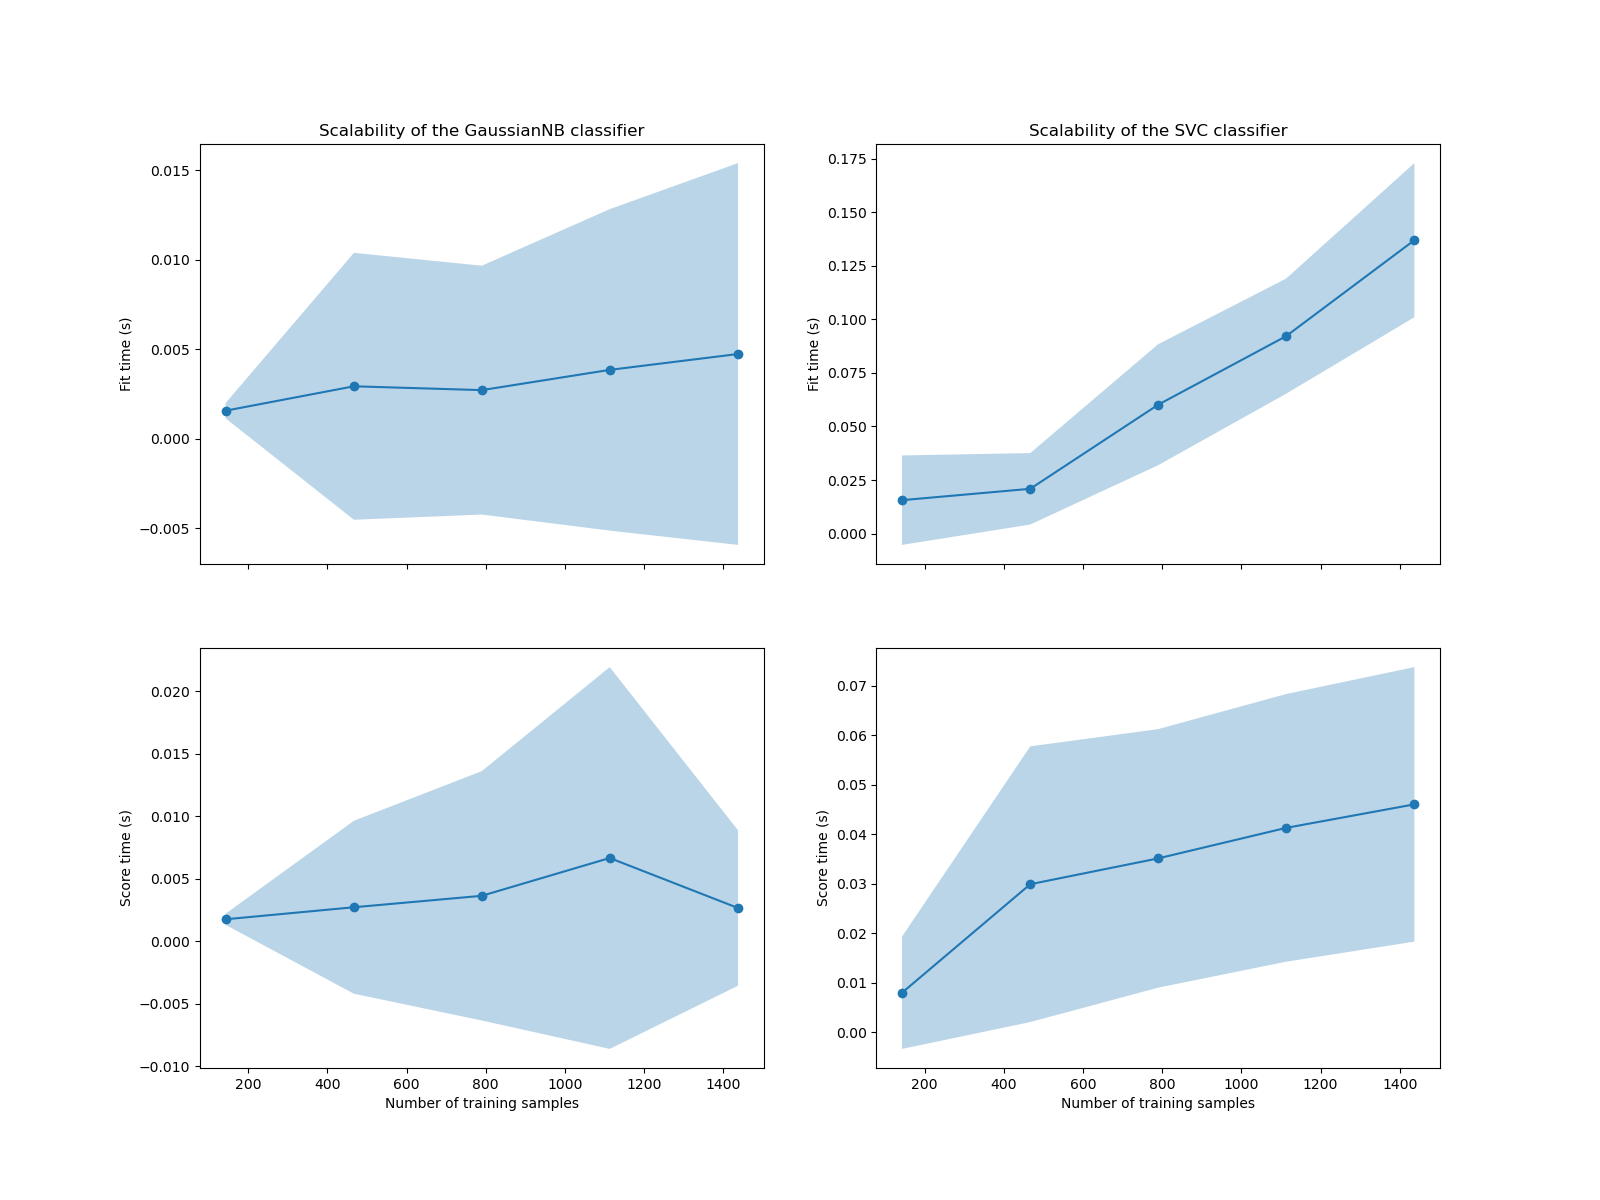 Scalability of the GaussianNB classifier
Fit time (s)
0.015
0.010
0.005
0.000
−0.005
Scalability of the SVC classifier
Fit time (s)
0.175
0.150
0.125
0.100
0.075
0.050
0.025
0.000
Score time (s)
0.020
0.015
0.010
0.005
0.000
−0.005
−0.010
200 400 600 800 1000 1200 1400
Number of training samples
Score time (s)
0.07
0.06
0.05
0.04
0.03
0.02
0.01
0.00
200 400 600 800 1000 1200 1400
Number of training samples